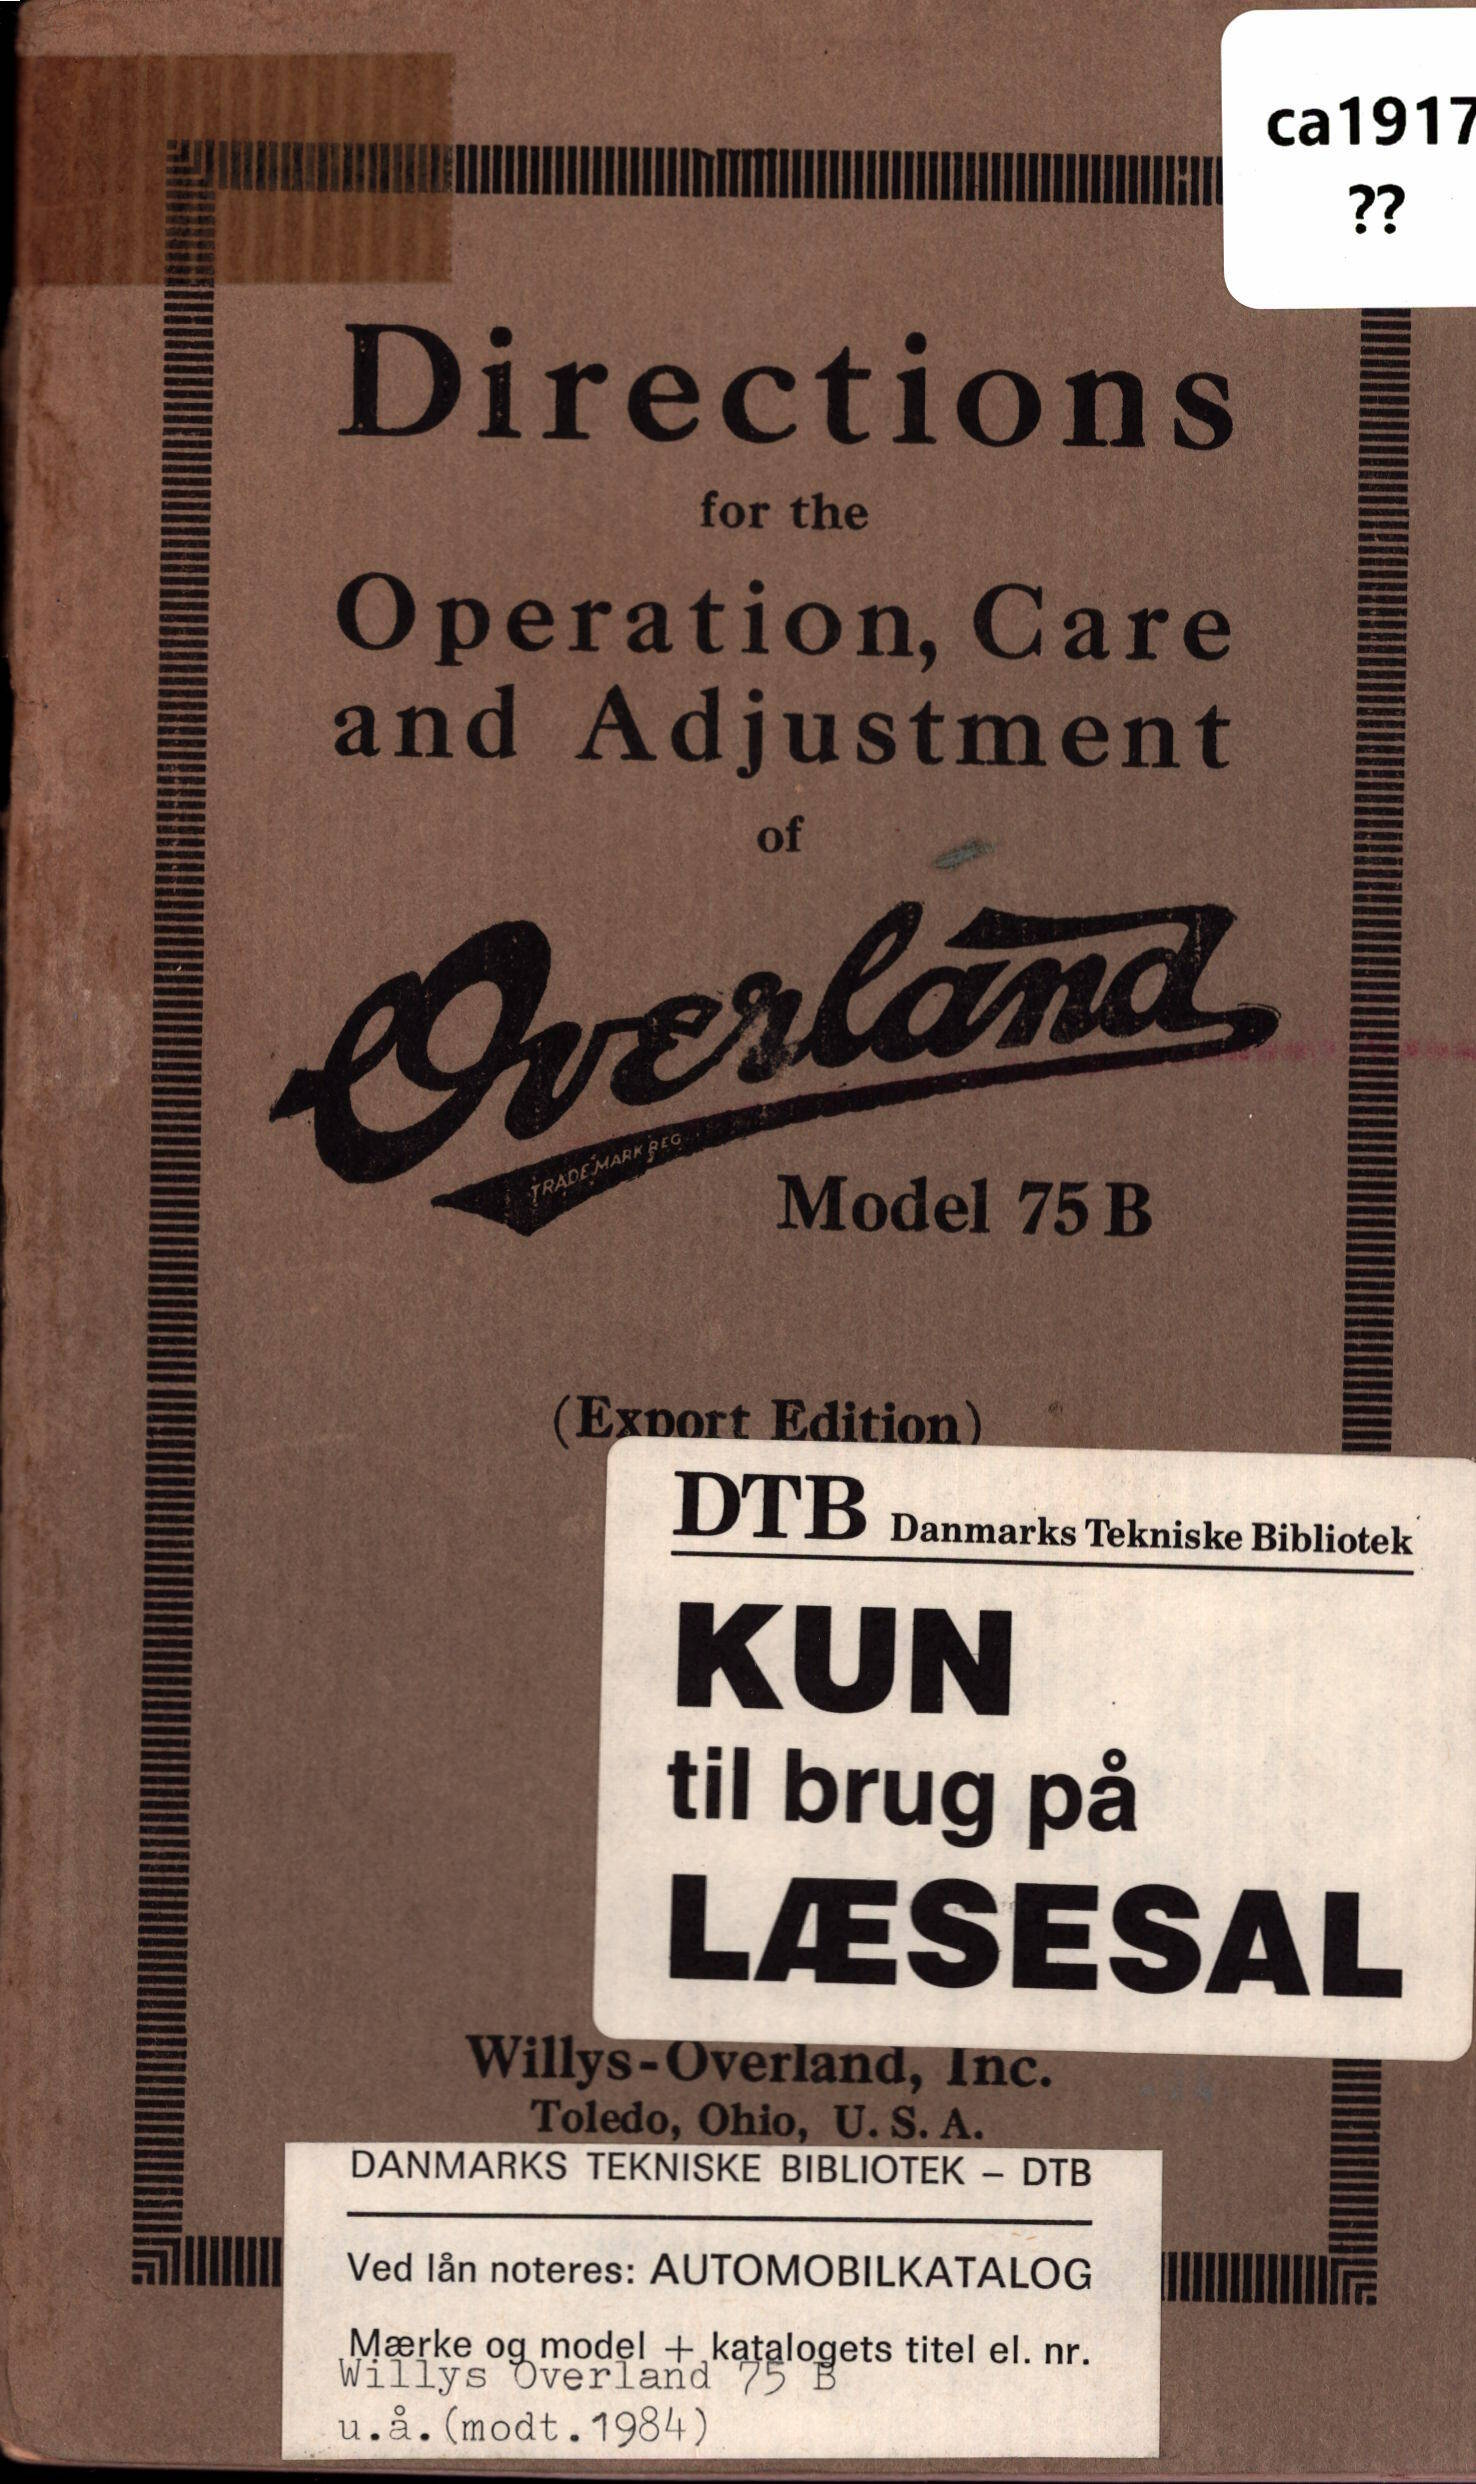 ca1917
??
Directions
for the
Operation, Care
and Adjustment
of
Overland
TRADE MARK REG
Model 75 B
(Export Edition)
DTB Danmarks Tekniske Bibliotek
KUN
til brug på
LÆSESAL
Willys-Overland, Inc.
Toledo, Ohio, U. S. A.
DANMARKS TEKNISKE BIBLIOTEK – DTB
Ved lån noteres: AUTOMOBILKATALOG
Mærke og model + katalogets titel el. nr.
Willys Overland 75 B
u.å.(modt.1984)